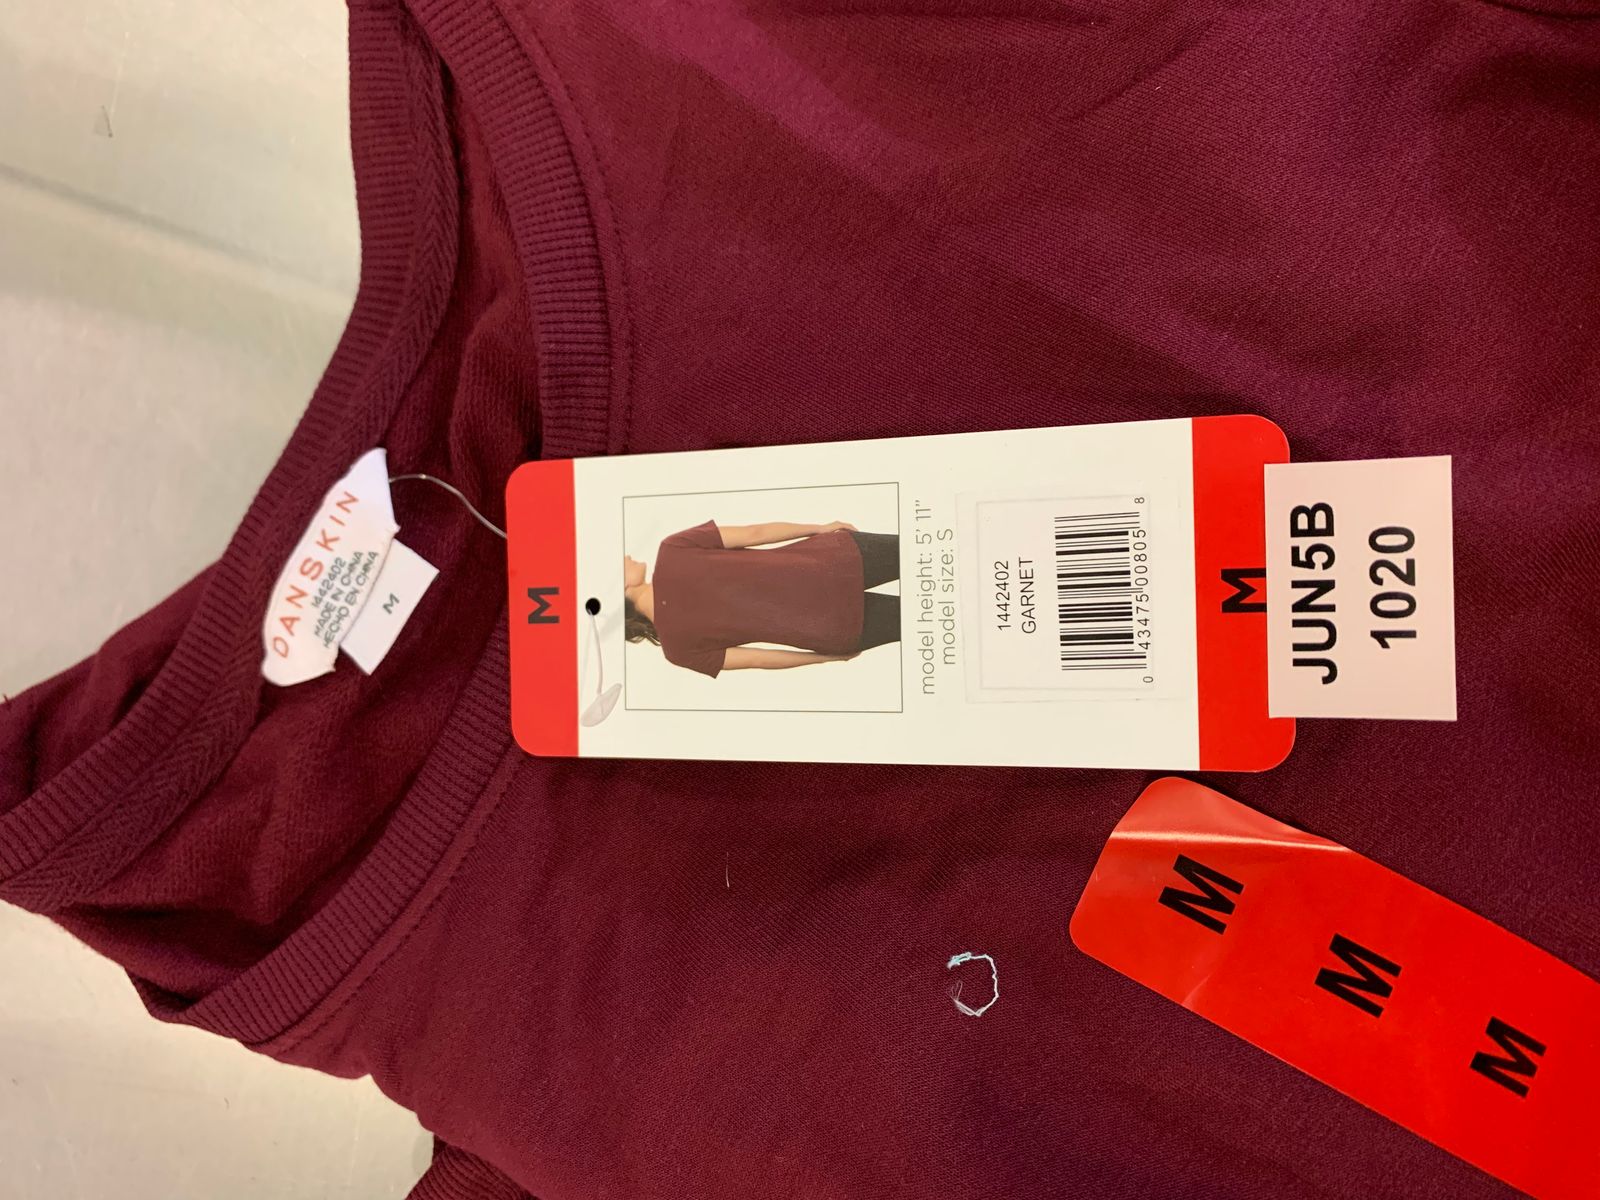 DANSKIN
1442402
MADE IN CHINA
HECHO EN CHINA
M
M
model height: 5' 11"
model size: S
1442402
GARNET
0 43475 00805 8
M
JUN5B
1020
M
M
M